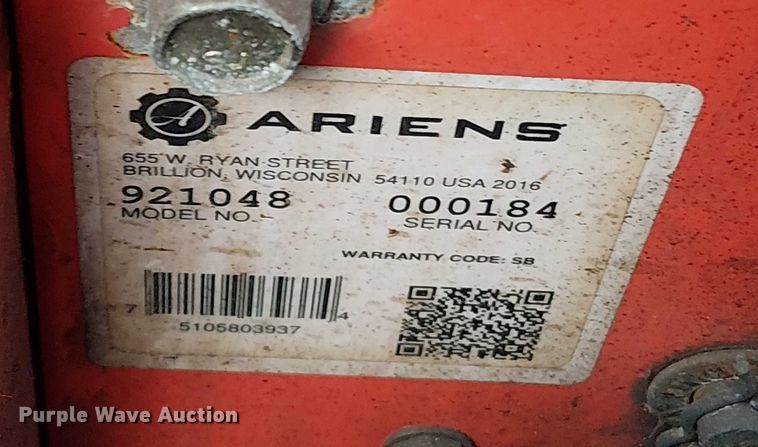 A ARIENS
655 W. RYAN STREET
BRILLION, WISCONSIN 54110 USA 2016
921048 000184
MODEL NO. SERIAL NO.
WARRANTY CODE: SB
7 5105803937 4
Purple Wave Auction